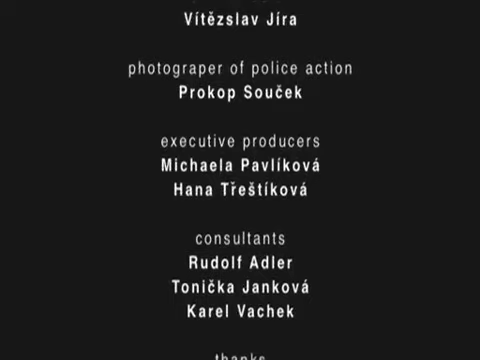 Vítězslav Jíra
photograper of police action
Prokop Souček
executive producers
Michaela Pavlíková
Hana Třeštíková
consultants
Rudolf Adler
Tonička Janková
Karel Vachek
thanks